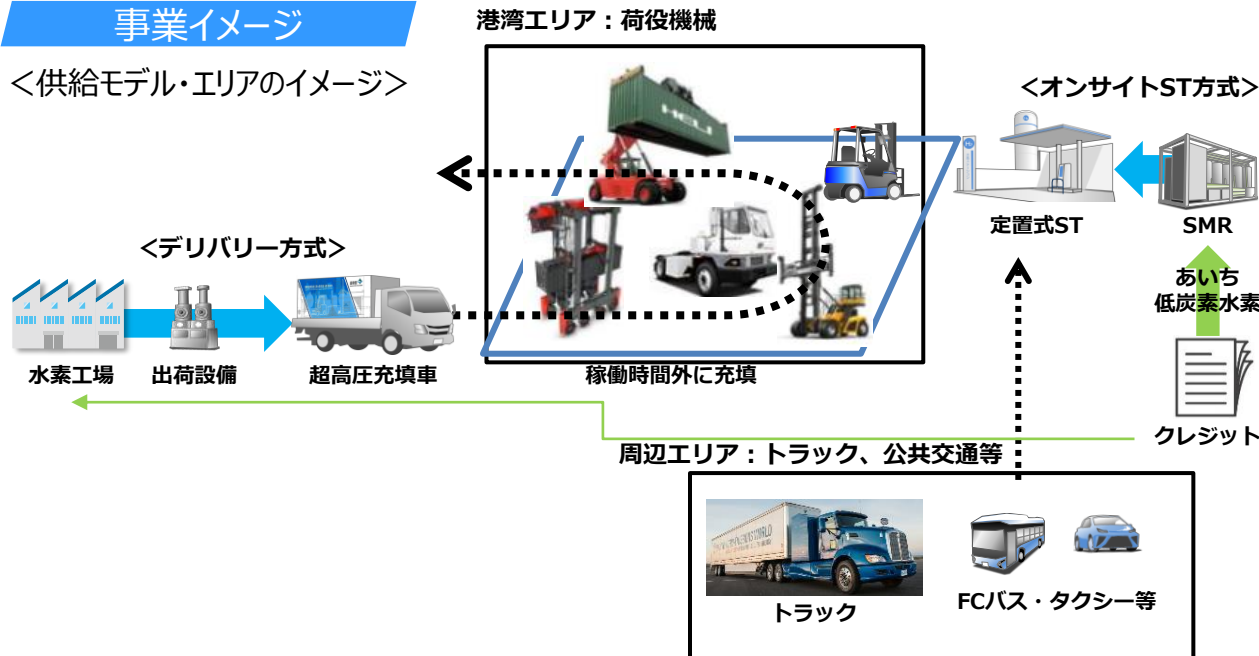 事業イメージ
＜供給モデル・エリアのイメージ＞
港湾エリア：荷役機械
＜オンサイトST方式＞
定置式ST
SMR
あいち
低炭素水素
クレジット
＜デリバリー方式＞
水素工場
出荷設備
超高圧充填車
稼働時間外に充填
周辺エリア：トラック、公共交通等
トラック
FCバス・タクシー等